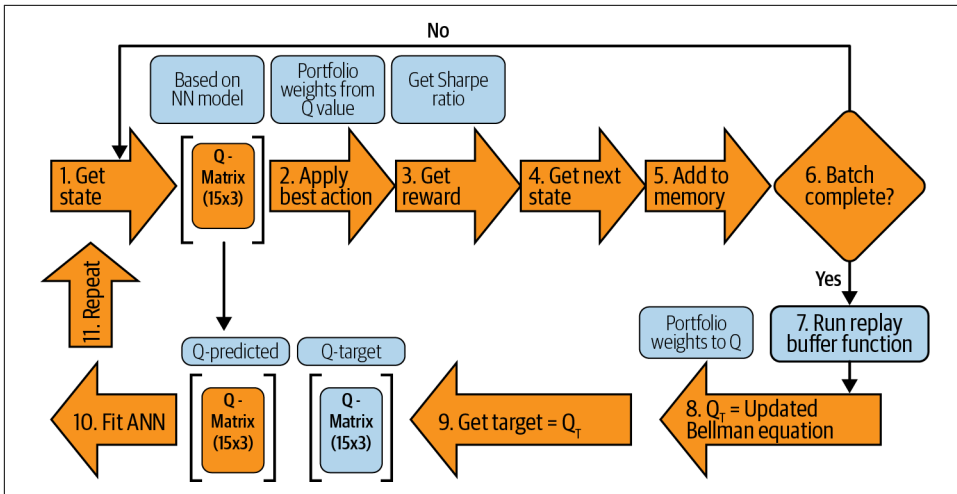 No
Based on
NN model
Portfolio
weights from
Q value
Get Sharpe
ratio
1. Get
state
Q -
Matrix
(15x3)
2. Apply
best action
3. Get
reward
4. Get next
state
5. Add to
memory
6. Batch
complete?
Yes
11. Repeat
Q-predicted
Q-target
Portfolio
weights to Q
7. Run replay
buffer function
10. Fit ANN
Q -
Matrix
(15x3)
Q -
Matrix
(15x3)
9. Get target = Q_T
8. Q_T = Updated
Bellman equation